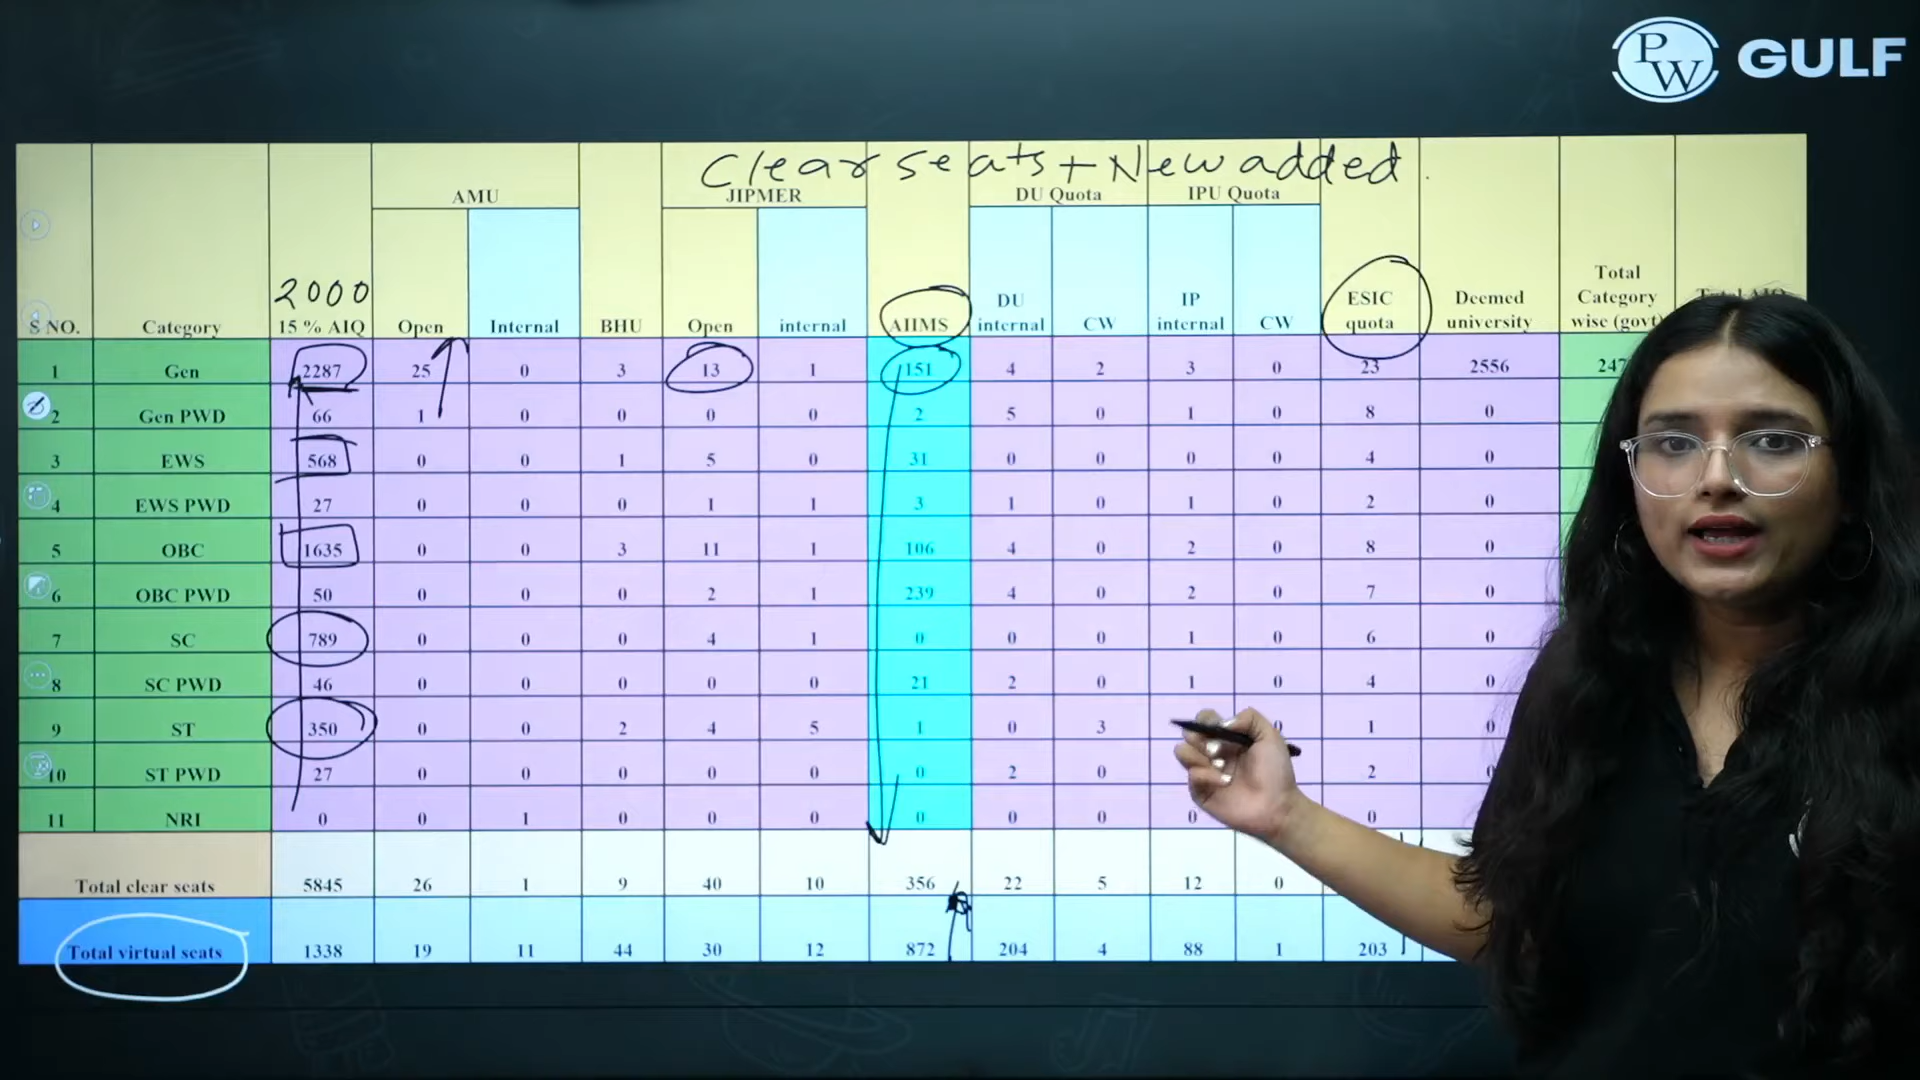 PW GULF
Clear seats + New added.
AMU JIPMER DU Quota IPU Quota
2000
S NO. Category 15 % AIQ Open Internal BHU Open internal AIIMS DU internal CW IP internal CW ESIC quota Deemed university Total Category wise (govt)
1 Gen 2287 25 0 3 13 1 151 4 2 3 0 23 2556 247
2 Gen PWD 66 1 0 0 0 0 2 5 0 1 0 8 0
3 EWS 568 0 0 1 5 0 31 0 0 0 0 4 0
4 EWS PWD 27 0 0 0 1 1 3 1 0 1 0 2 0
5 OBC 1635 0 0 3 11 1 106 4 0 2 0 8 0
6 OBC PWD 50 0 0 0 2 1 239 4 0 2 0 7 0
7 SC 789 0 0 0 4 1 0 0 0 1 0 6 0
8 SC PWD 46 0 0 0 0 0 21 2 0 1 0 4 0
9 ST 350 0 0 2 4 5 1 0 3 0 1 0
10 ST PWD 27 0 0 0 0 0 0 2 0 2 0
11 NRI 0 0 1 0 0 0 0 0 0 0 0
Total clear seats 5845 26 1 9 40 10 356 22 5 12 0
Total virtual seats 1338 19 11 44 30 12 872 204 4 88 1 203